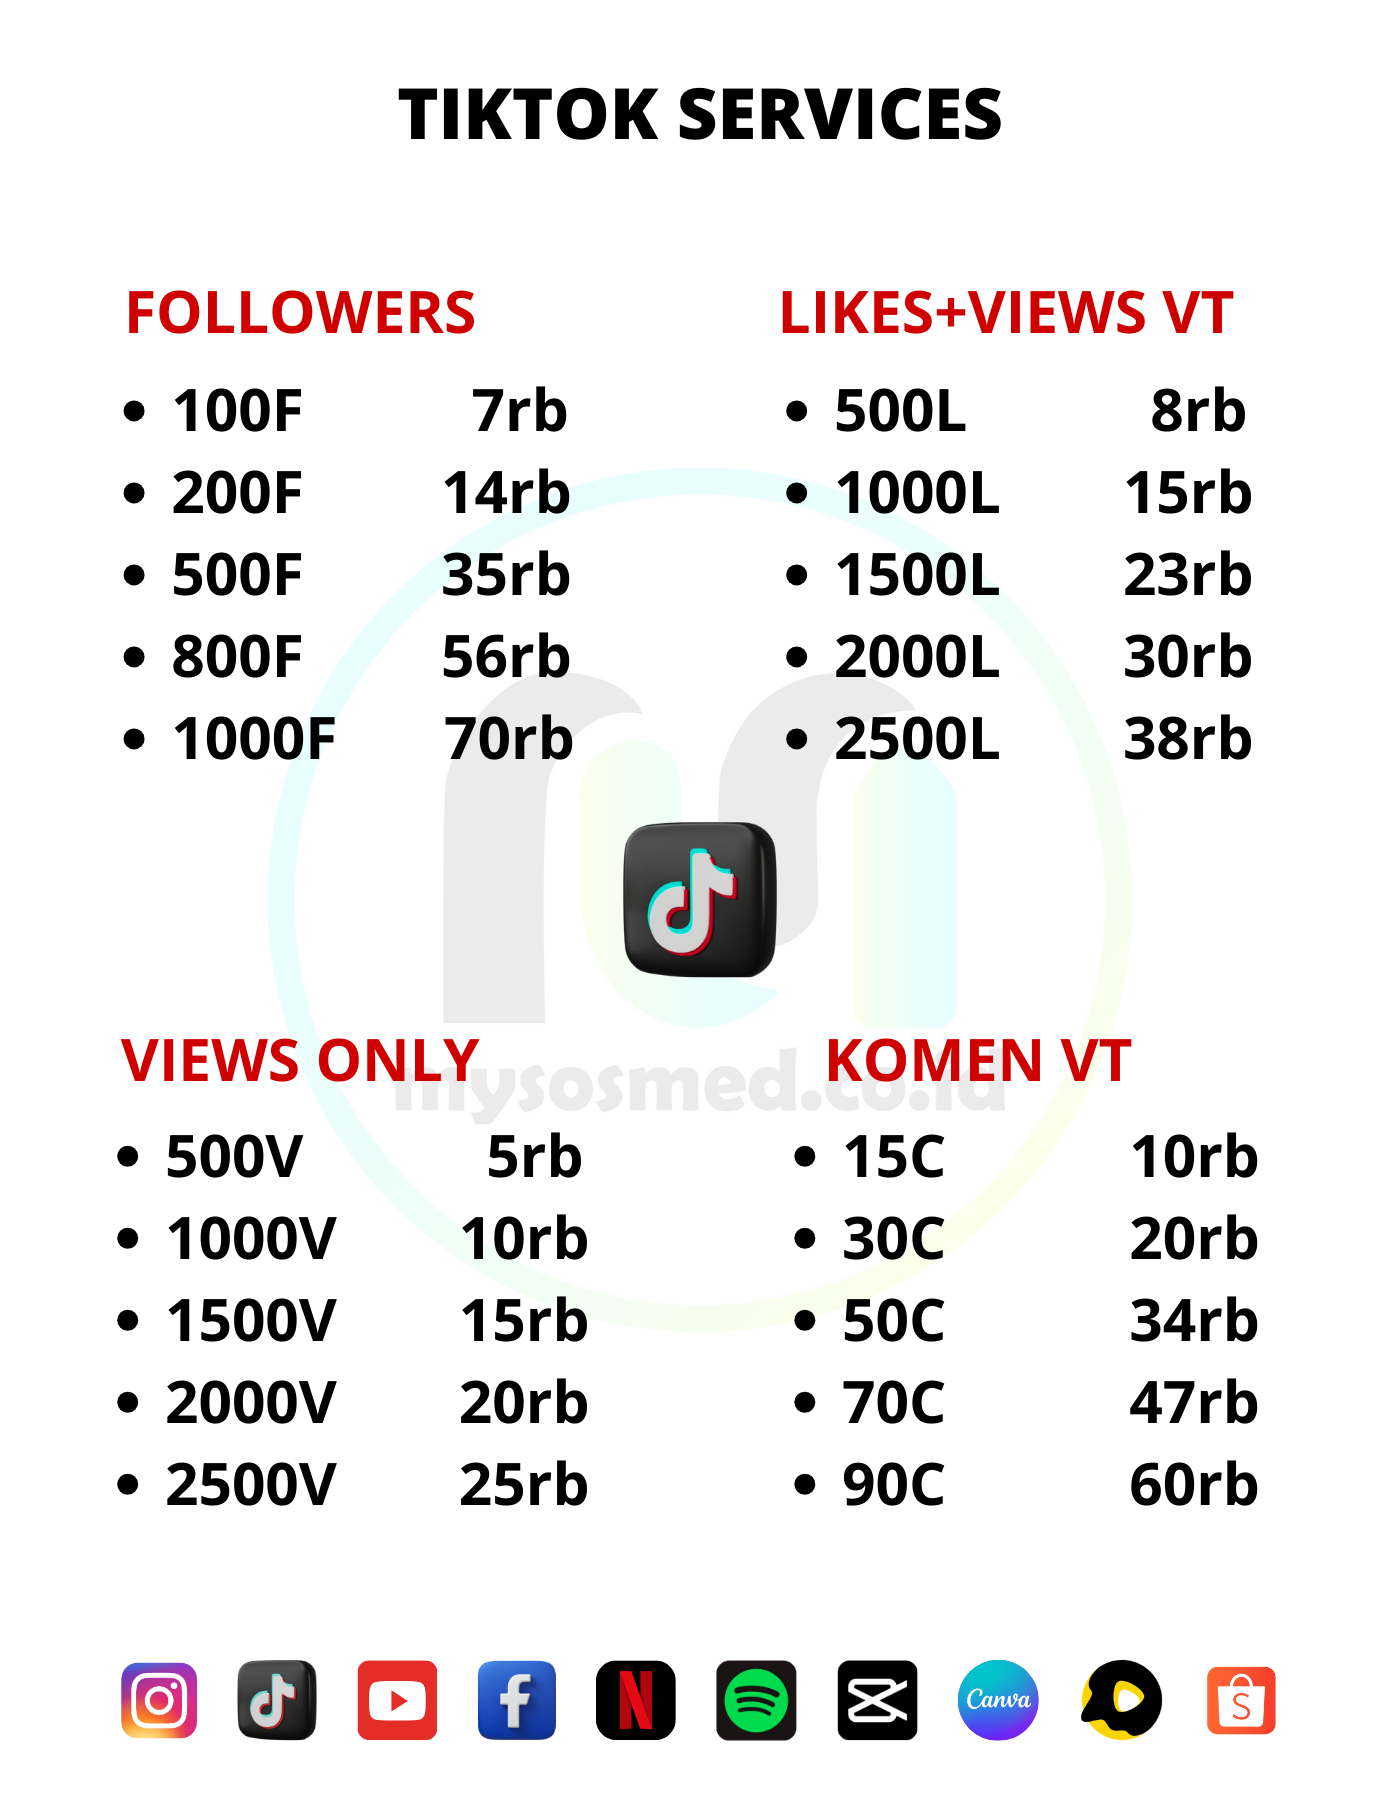 TIKTOK SERVICES
FOLLOWERS
• 100F 7rb
• 200F 14rb
• 500F 35rb
• 800F 56rb
• 1000F 70rb
LIKES+VIEWS VT
• 500L 8rb
• 1000L 15rb
• 1500L 23rb
• 2000L 30rb
• 2500L 38rb
VIEWS ONLY
• 500V 5rb
• 1000V 10rb
• 1500V 15rb
• 2000V 20rb
• 2500V 25rb
KOMEN VT
• 15C 10rb
• 30C 20rb
• 50C 34rb
• 70C 47rb
• 90C 60rb
mysosmed.co.id
Canva